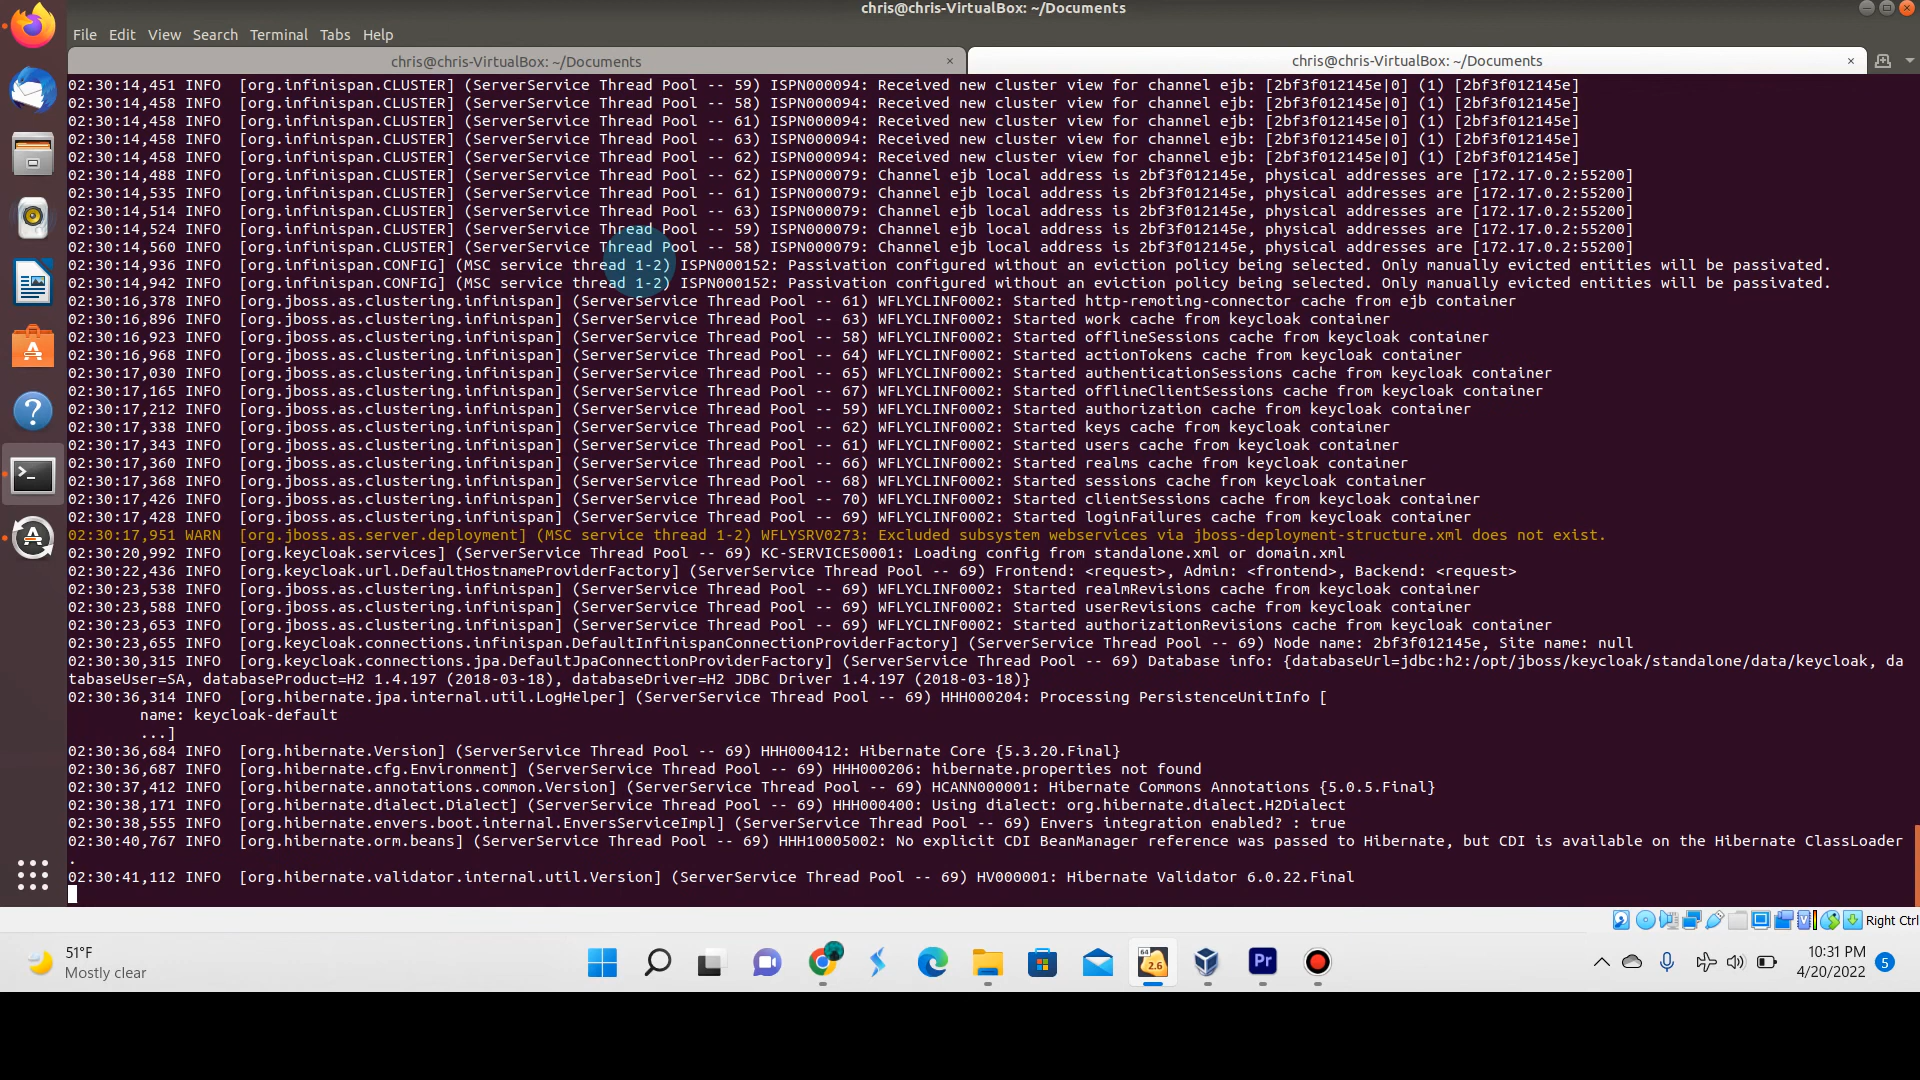 chris@chris-VirtualBox: ~/Documents
File Edit View Search Terminal Tabs Help
chris@chris-VirtualBox: ~/Documents × chris@chris-VirtualBox: ~/Documents ×
02:30:14,451 INFO  [org.infinispan.CLUSTER] (ServerService Thread Pool -- 59) ISPN000094: Received new cluster view for channel ejb: [2bf3f012145e|0] (1) [2bf3f012145e]
02:30:14,458 INFO  [org.infinispan.CLUSTER] (ServerService Thread Pool -- 58) ISPN000094: Received new cluster view for channel ejb: [2bf3f012145e|0] (1) [2bf3f012145e]
02:30:14,458 INFO  [org.infinispan.CLUSTER] (ServerService Thread Pool -- 61) ISPN000094: Received new cluster view for channel ejb: [2bf3f012145e|0] (1) [2bf3f012145e]
02:30:14,458 INFO  [org.infinispan.CLUSTER] (ServerService Thread Pool -- 63) ISPN000094: Received new cluster view for channel ejb: [2bf3f012145e|0] (1) [2bf3f012145e]
02:30:14,458 INFO  [org.infinispan.CLUSTER] (ServerService Thread Pool -- 62) ISPN000094: Received new cluster view for channel ejb: [2bf3f012145e|0] (1) [2bf3f012145e]
02:30:14,488 INFO  [org.infinispan.CLUSTER] (ServerService Thread Pool -- 62) ISPN000079: Channel ejb local address is 2bf3f012145e, physical addresses are [172.17.0.2:55200]
02:30:14,535 INFO  [org.infinispan.CLUSTER] (ServerService Thread Pool -- 61) ISPN000079: Channel ejb local address is 2bf3f012145e, physical addresses are [172.17.0.2:55200]
02:30:14,514 INFO  [org.infinispan.CLUSTER] (ServerService Thread Pool -- 63) ISPN000079: Channel ejb local address is 2bf3f012145e, physical addresses are [172.17.0.2:55200]
02:30:14,524 INFO  [org.infinispan.CLUSTER] (ServerService Thread Pool -- 59) ISPN000079: Channel ejb local address is 2bf3f012145e, physical addresses are [172.17.0.2:55200]
02:30:14,560 INFO  [org.infinispan.CLUSTER] (ServerService Thread Pool -- 58) ISPN000079: Channel ejb local address is 2bf3f012145e, physical addresses are [172.17.0.2:55200]
02:30:14,936 INFO  [org.infinispan.CONFIG] (MSC service thread 1-2) ISPN000152: Passivation configured without an eviction policy being selected. Only manually evicted entities will be passivated.
02:30:14,942 INFO  [org.infinispan.CONFIG] (MSC service thread 1-2) ISPN000152: Passivation configured without an eviction policy being selected. Only manually evicted entities will be passivated.
02:30:16,378 INFO  [org.jboss.as.clustering.infinispan] (ServerService Thread Pool -- 61) WFLYCLINF0002: Started http-remoting-connector cache from ejb container
02:30:16,896 INFO  [org.jboss.as.clustering.infinispan] (ServerService Thread Pool -- 63) WFLYCLINF0002: Started work cache from keycloak container
02:30:16,923 INFO  [org.jboss.as.clustering.infinispan] (ServerService Thread Pool -- 58) WFLYCLINF0002: Started offlineSessions cache from keycloak container
02:30:16,968 INFO  [org.jboss.as.clustering.infinispan] (ServerService Thread Pool -- 64) WFLYCLINF0002: Started actionTokens cache from keycloak container
02:30:17,030 INFO  [org.jboss.as.clustering.infinispan] (ServerService Thread Pool -- 65) WFLYCLINF0002: Started authenticationSessions cache from keycloak container
02:30:17,165 INFO  [org.jboss.as.clustering.infinispan] (ServerService Thread Pool -- 67) WFLYCLINF0002: Started offlineClientSessions cache from keycloak container
02:30:17,212 INFO  [org.jboss.as.clustering.infinispan] (ServerService Thread Pool -- 59) WFLYCLINF0002: Started authorization cache from keycloak container
02:30:17,338 INFO  [org.jboss.as.clustering.infinispan] (ServerService Thread Pool -- 62) WFLYCLINF0002: Started keys cache from keycloak container
02:30:17,343 INFO  [org.jboss.as.clustering.infinispan] (ServerService Thread Pool -- 61) WFLYCLINF0002: Started users cache from keycloak container
02:30:17,360 INFO  [org.jboss.as.clustering.infinispan] (ServerService Thread Pool -- 66) WFLYCLINF0002: Started realms cache from keycloak container
02:30:17,368 INFO  [org.jboss.as.clustering.infinispan] (ServerService Thread Pool -- 68) WFLYCLINF0002: Started sessions cache from keycloak container
02:30:17,426 INFO  [org.jboss.as.clustering.infinispan] (ServerService Thread Pool -- 70) WFLYCLINF0002: Started clientSessions cache from keycloak container
02:30:17,428 INFO  [org.jboss.as.clustering.infinispan] (ServerService Thread Pool -- 69) WFLYCLINF0002: Started loginFailures cache from keycloak container
02:30:17,951 WARN  [org.jboss.as.server.deployment] (MSC service thread 1-2) WFLYSRV0273: Excluded subsystem webservices via jboss-deployment-structure.xml does not exist.
02:30:20,992 INFO  [org.keycloak.services] (ServerService Thread Pool -- 69) KC-SERVICES0001: Loading config from standalone.xml or domain.xml
02:30:22,436 INFO  [org.keycloak.url.DefaultHostnameProviderFactory] (ServerService Thread Pool -- 69) Frontend: <request>, Admin: <frontend>, Backend: <request>
02:30:23,538 INFO  [org.jboss.as.clustering.infinispan] (ServerService Thread Pool -- 69) WFLYCLINF0002: Started realmRevisions cache from keycloak container
02:30:23,588 INFO  [org.jboss.as.clustering.infinispan] (ServerService Thread Pool -- 69) WFLYCLINF0002: Started userRevisions cache from keycloak container
02:30:23,653 INFO  [org.jboss.as.clustering.infinispan] (ServerService Thread Pool -- 69) WFLYCLINF0002: Started authorizationRevisions cache from keycloak container
02:30:23,655 INFO  [org.keycloak.connections.infinispan.DefaultInfinispanConnectionProviderFactory] (ServerService Thread Pool -- 69) Node name: 2bf3f012145e, Site name: null
02:30:30,315 INFO  [org.keycloak.connections.jpa.DefaultJpaConnectionProviderFactory] (ServerService Thread Pool -- 69) Database info: {databaseUrl=jdbc:h2:/opt/jboss/keycloak/standalone/data/keycloak, da
tabaseUser=SA, databaseProduct=H2 1.4.197 (2018-03-18), databaseDriver=H2 JDBC Driver 1.4.197 (2018-03-18)}
02:30:36,314 INFO  [org.hibernate.jpa.internal.util.LogHelper] (ServerService Thread Pool -- 69) HHH000204: Processing PersistenceUnitInfo [
name: keycloak-default
...]
02:30:36,684 INFO  [org.hibernate.Version] (ServerService Thread Pool -- 69) HHH000412: Hibernate Core {5.3.20.Final}
02:30:36,687 INFO  [org.hibernate.cfg.Environment] (ServerService Thread Pool -- 69) HHH000206: hibernate.properties not found
02:30:37,412 INFO  [org.hibernate.annotations.common.Version] (ServerService Thread Pool -- 69) HCANN000001: Hibernate Commons Annotations {5.0.5.Final}
02:30:38,171 INFO  [org.hibernate.dialect.Dialect] (ServerService Thread Pool -- 69) HHH000400: Using dialect: org.hibernate.dialect.H2Dialect
02:30:38,555 INFO  [org.hibernate.envers.boot.internal.EnversServiceImpl] (ServerService Thread Pool -- 69) Envers integration enabled? : true
02:30:40,767 INFO  [org.hibernate.orm.beans] (ServerService Thread Pool -- 69) HHH10005002: No explicit CDI BeanManager reference was passed to Hibernate, but CDI is available on the Hibernate ClassLoader
.
02:30:41,112 INFO  [org.hibernate.validator.internal.util.Version] (ServerService Thread Pool -- 69) HV000001: Hibernate Validator 6.0.22.Final
Right Ctrl
51°F
Mostly clear
64
2.6
Pr
10:31 PM
4/20/2022
5